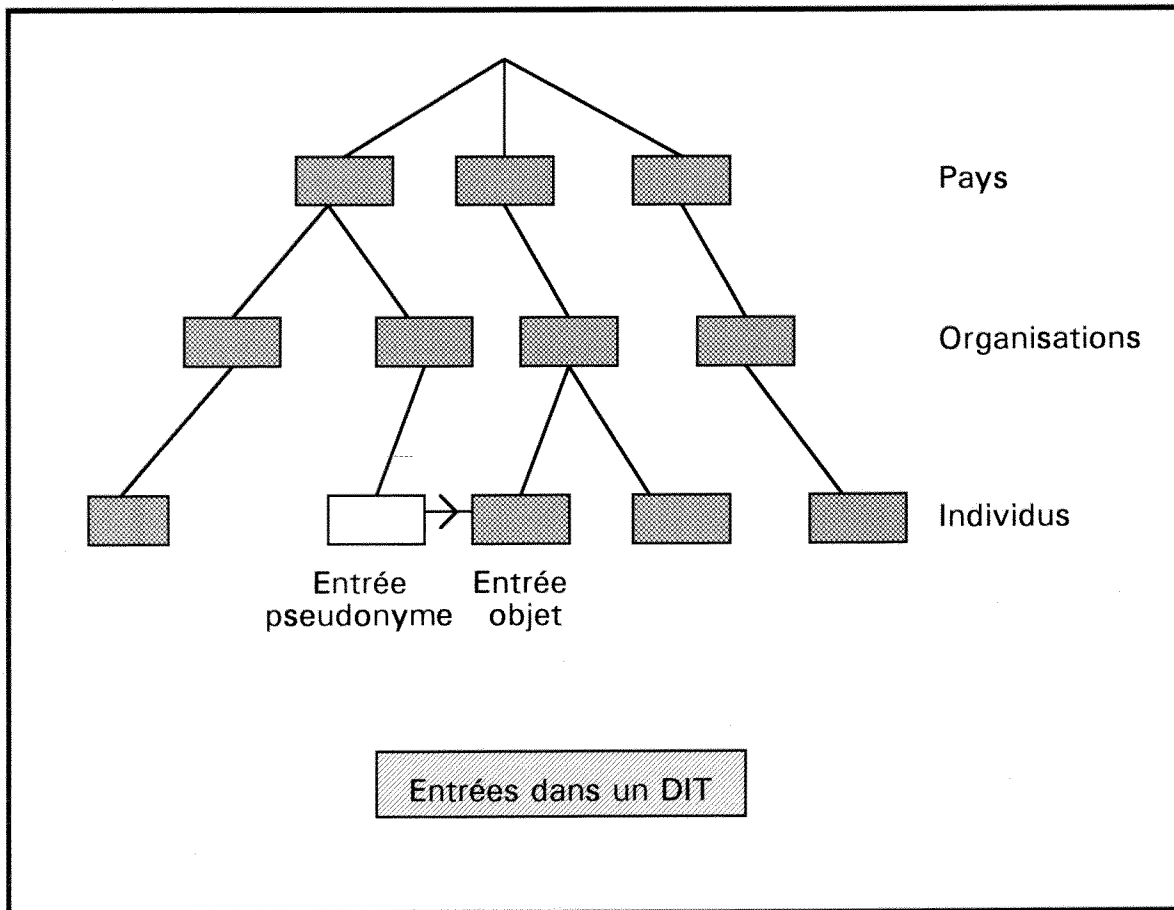 Pays
Organisations
Individus
Entrée
pseudonyme
Entrée
objet
Entrées dans un DIT